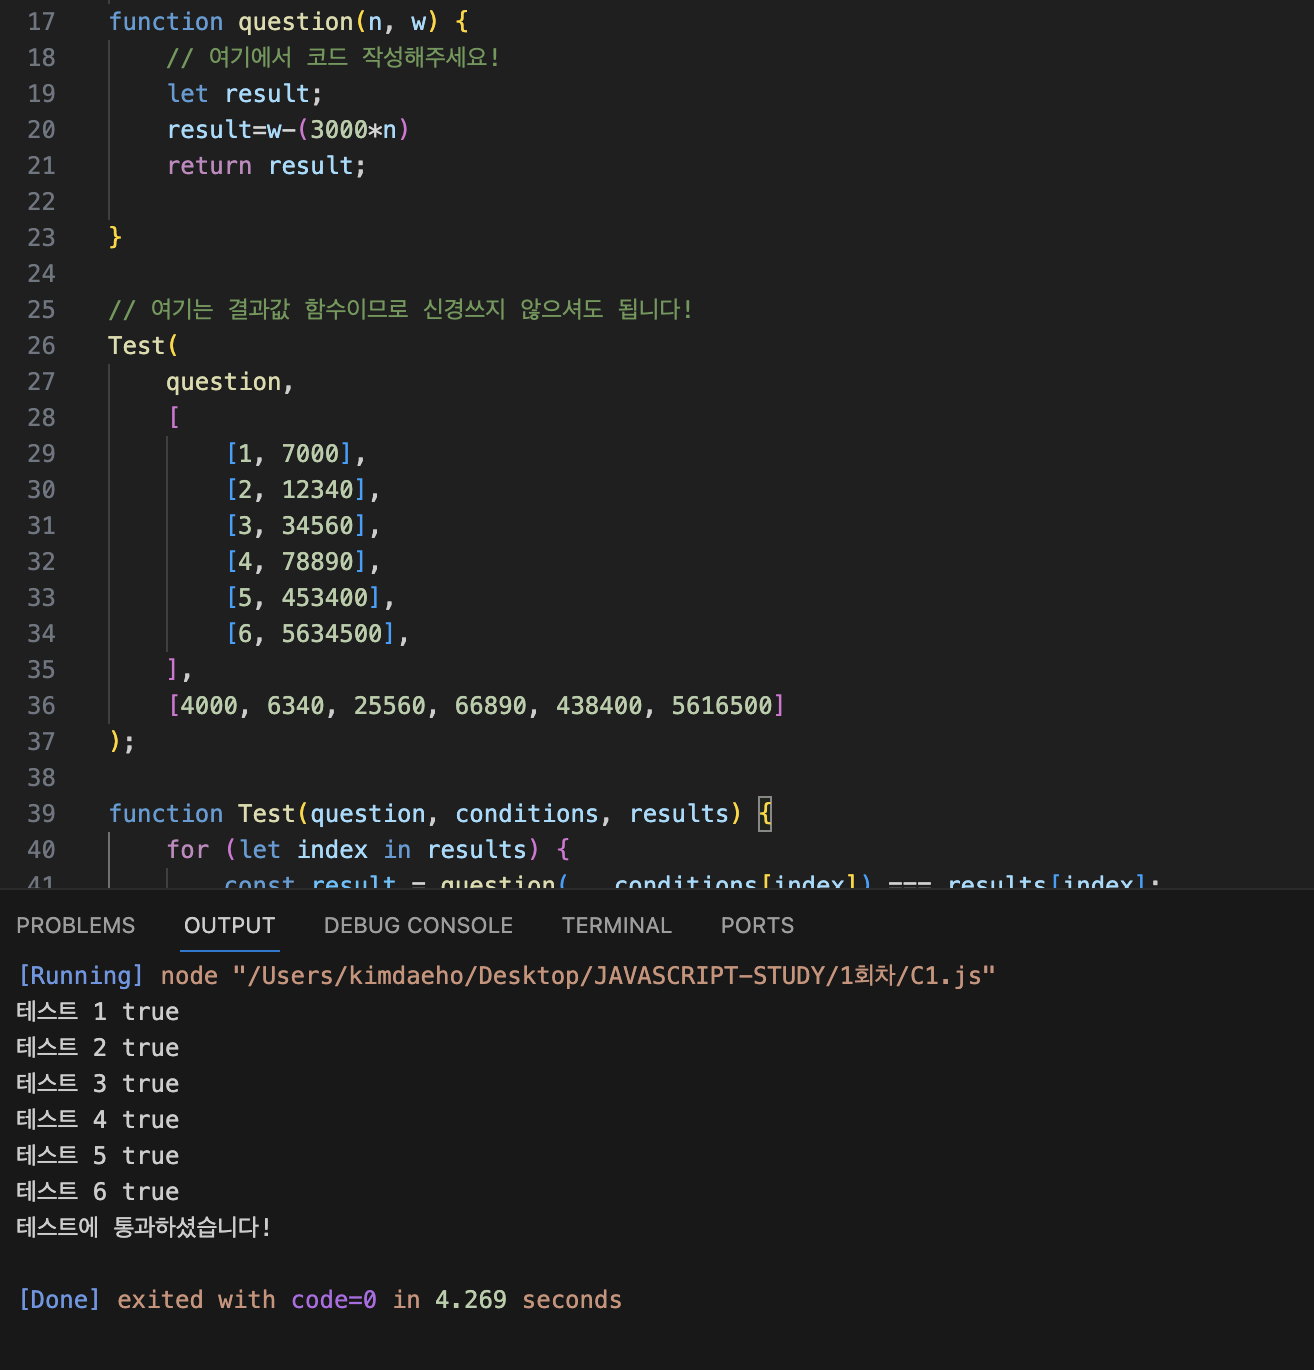 17 function question(n, w) {
18 // 여기에서 코드 작성해주세요!
19 let result;
20 result=w-(3000*n)
21 return result;
22
23 }
24
25 // 여기는 결과값 함수이므로 신경쓰지 않으셔도 됩니다!
26 Test(
27 question,
28 [
29 [1, 7000],
30 [2, 12340],
31 [3, 34560],
32 [4, 78890],
33 [5, 453400],
34 [6, 5634500],
35 ],
36 [4000, 6340, 25560, 66890, 438400, 5616500]
37 );
38
39 function Test(question, conditions, results) {
40 for (let index in results) {
41 const result = question(...conditions[index]) === results[index];
PROBLEMS OUTPUT DEBUG CONSOLE TERMINAL PORTS
[Running] node "/Users/kimdaeho/Desktop/JAVASCRIPT-STUDY/1회차/C1.js"
테스트 1 true
테스트 2 true
테스트 3 true
테스트 4 true
테스트 5 true
테스트 6 true
테스트에 통과하셨습니다!
[Done] exited with code=0 in 4.269 seconds